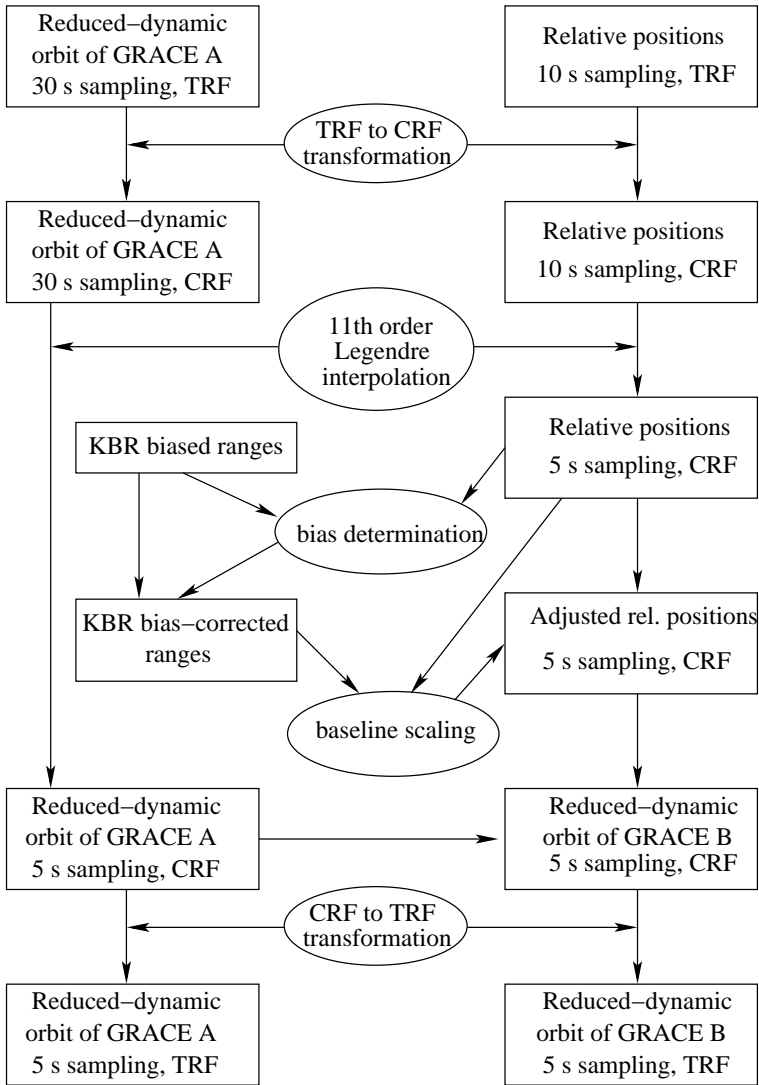 Reduced−dynamic
orbit of GRACE A
30 s sampling, TRF
Relative positions
10 s sampling, TRF
TRF to CRF
transformation
Reduced−dynamic
orbit of GRACE A
30 s sampling, CRF
Relative positions
10 s sampling, CRF
11th order
Legendre
interpolation
KBR biased ranges
Relative positions
5 s sampling, CRF
bias determination
KBR bias−corrected
ranges
Adjusted rel. positions
5 s sampling, CRF
baseline scaling
Reduced−dynamic
orbit of GRACE A
5 s sampling, CRF
Reduced−dynamic
orbit of GRACE B
5 s sampling, CRF
CRF to TRF
transformation
Reduced−dynamic
orbit of GRACE A
5 s sampling, TRF
Reduced−dynamic
orbit of GRACE B
5 s sampling, TRF